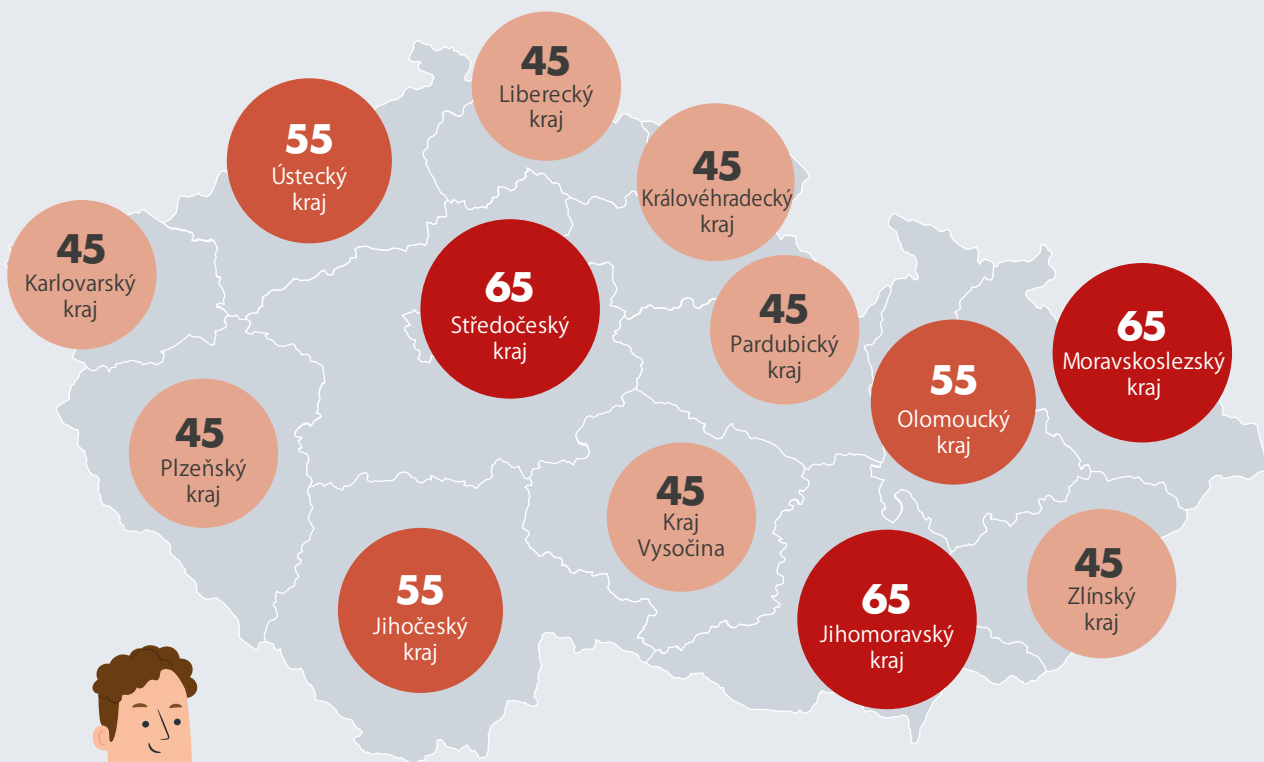 45
Liberecký
kraj
55
Ústecký
kraj
45
Královéhradecký
kraj
45
Karlovarský
kraj
65
Středočeský
kraj
45
Pardubický
kraj
65
Moravskoslezský
kraj
55
Olomoucký
kraj
45
Plzeňský
kraj
45
Kraj
Vysočina
55
Jihočeský
kraj
65
Jihomoravský
kraj
45
Zlínský
kraj